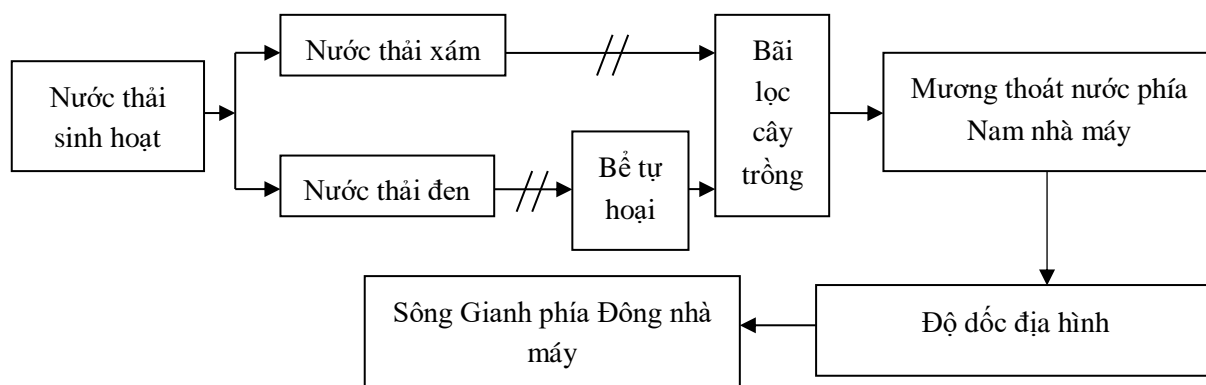 Nước thải
sinh hoạt
Nước thải xám
Nước thải đen
Bể tự
hoại
Bãi
lọc
cây
trồng
Mương thoát nước phía
Nam nhà máy
Độ dốc địa hình
Sông Gianh phía Đông nhà
máy